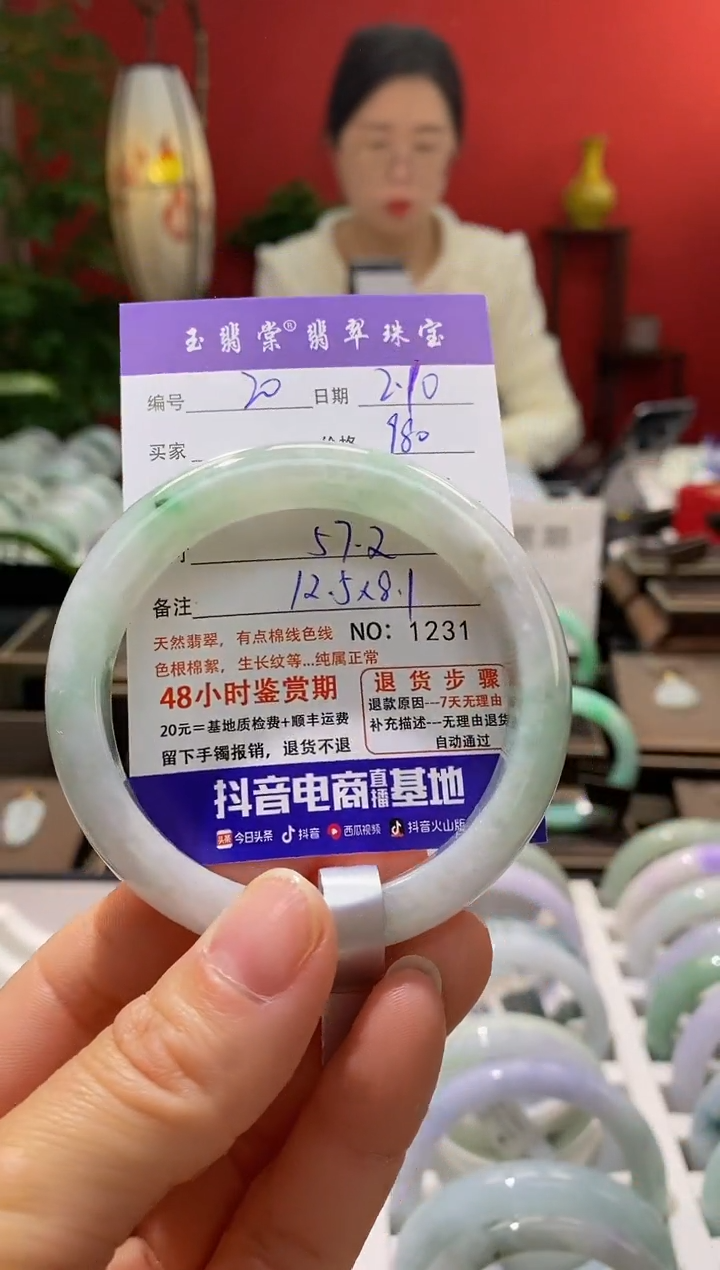 玉翡棠® 翡翠珠宝
编号 20 日期 2.10
买家 价格 980
57.2
备注 12.5x8.1
天然翡翠，有点棉线色线 NO: 1231
色根棉絮，生长纹等...纯属正常
48小时鉴赏期
20元=基地质检费+顺丰运费
留下手镯报销，退货不退
退货步骤
退款原因---7天无理由
补充描述---无理由退货
自动通过
抖音电商直播基地
头条 今日头条 抖音 西瓜视频 抖音火山版